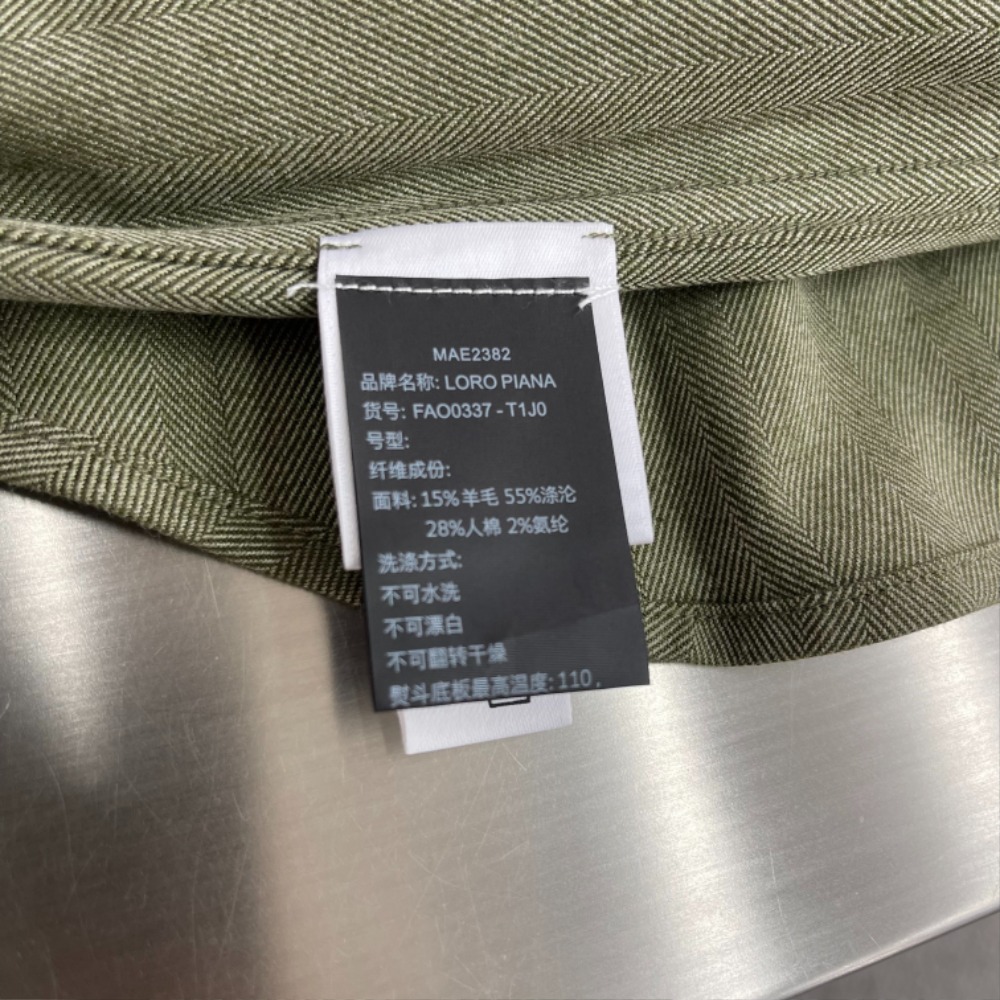 MAE2382
品牌名称: LORO PIANA
货号: FAO0337 - T1J0
号型:
纤维成份:
面料: 15%羊毛 55%涤沦
28%人棉 2%氨纶
洗涤方式:
不可水洗
不可漂白
不可翻转干燥
熨斗底板最高温度: 110 .